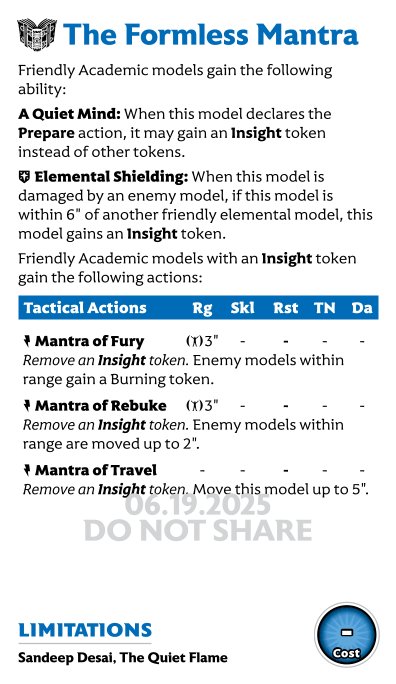 The Formless Mantra
Friendly Academic models gain the following
ability:
A Quiet Mind: When this model declares the
Prepare action, it may gain an Insight token
instead of other tokens.
Elemental Shielding: When this model is
damaged by an enemy model, if this model is
within 6" of another friendly elemental model, this
model gains an Insight token.
Friendly Academic models with an Insight token
gain the following actions:
Tactical Actions Rg Skl Rst TN Da
Mantra of Fury 3" - - - -
Remove an Insight token. Enemy models within
range gain a Burning token.
Mantra of Rebuke 3" - - - -
Remove an Insight token. Enemy models within
range are moved up to 2".
Mantra of Travel - - - - -
Remove an Insight token. Move this model up to 5".
06.19.2025
DO NOT SHARE
LIMITATIONS
Sandeep Desai, The Quiet Flame
-
Cost